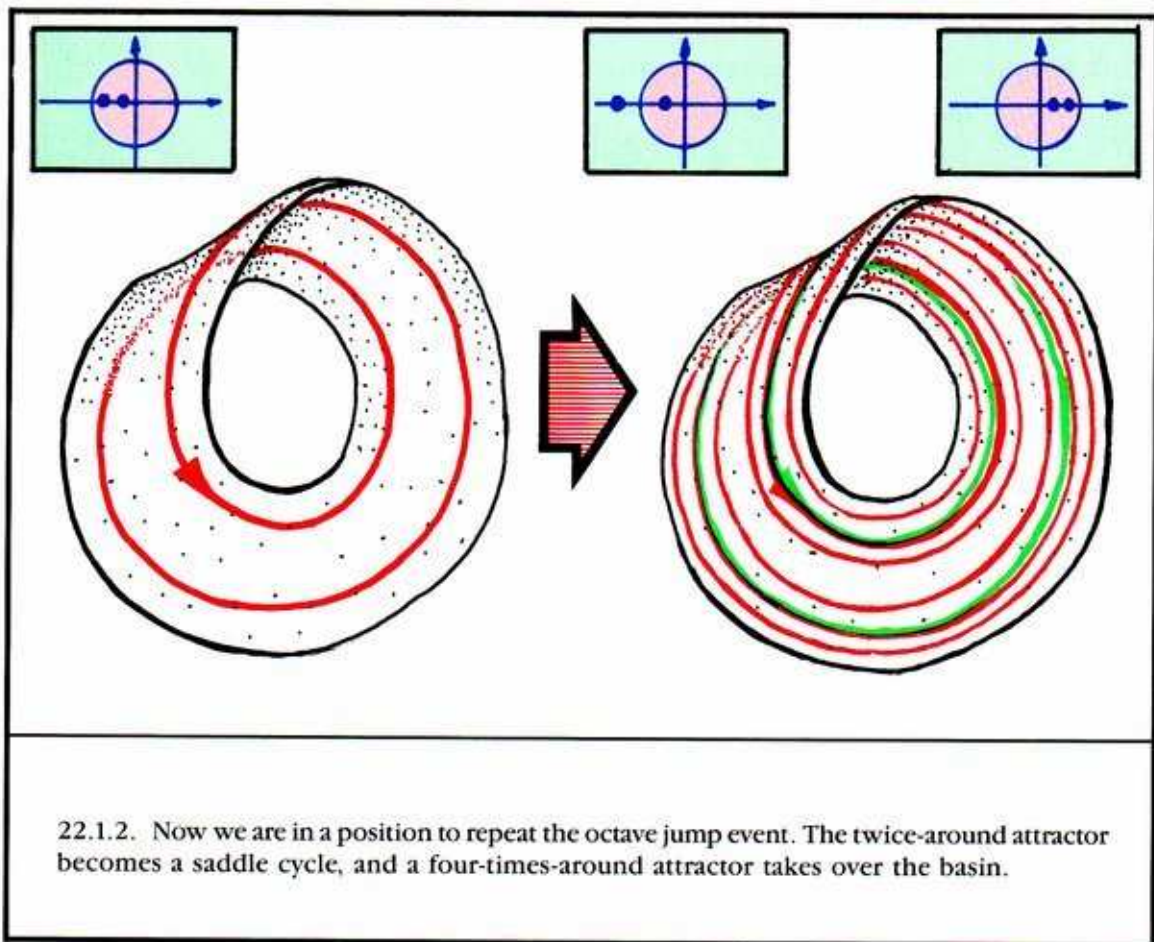 22.1.2. Now we are in a position to repeat the octave jump event. The twice-around attractor
becomes a saddle cycle, and a four-times-around attractor takes over the basin.